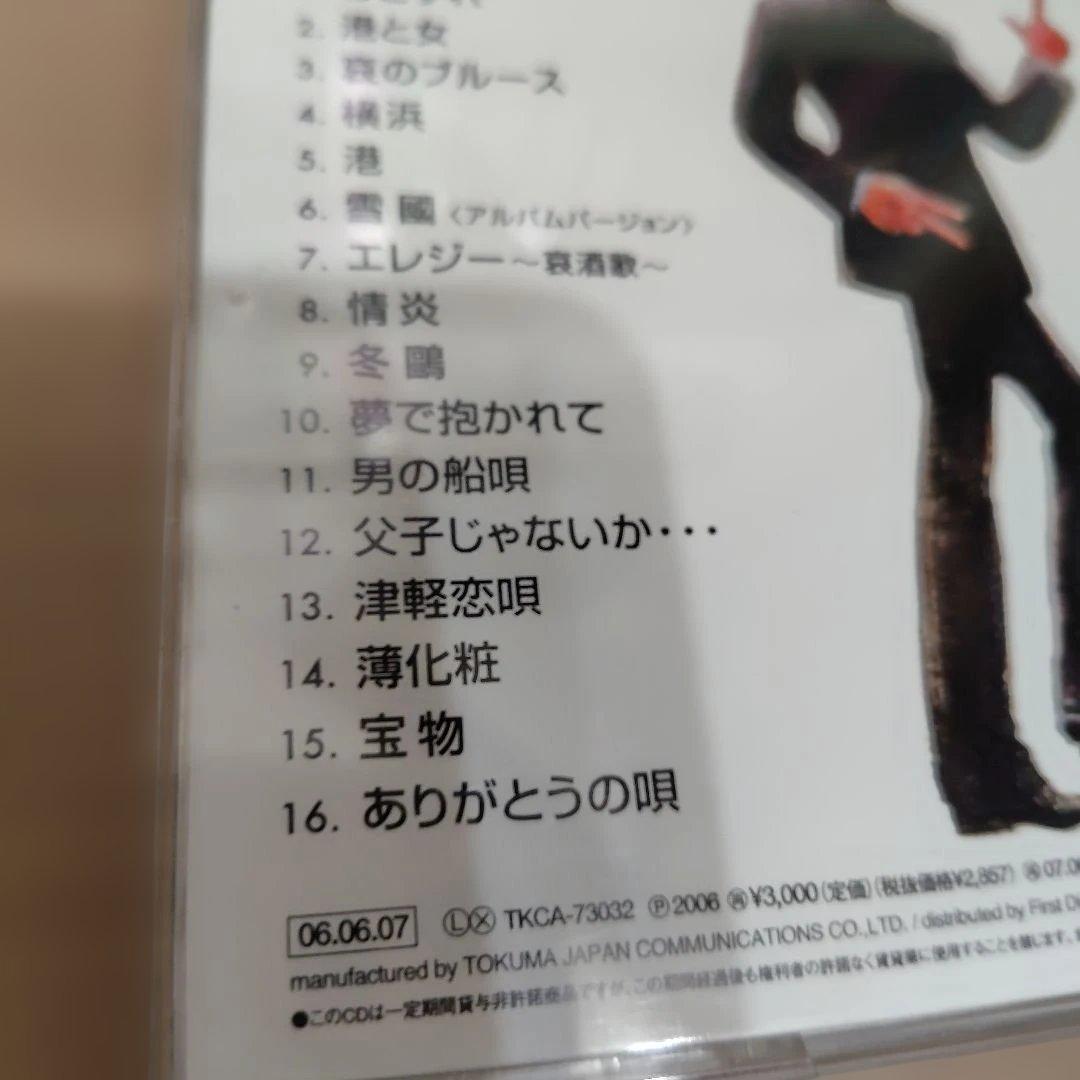 2. 港と女
3. 哀のブルース
4. 横浜
5. 港
6. 雪國〈アルバムバージョン〉
7. エレジー〜哀酒歌〜
8. 情炎
9. 冬鷗
10. 夢で抱かれて
11. 男の船唄
12. 父子じゃないか・・・
13. 津軽恋唄
14. 薄化粧
15. 宝物
16. ありがとうの唄
06.06.07 ⓁⓍ TKCA-73032 Ⓟ2006 ¥3,000(定価)(税抜価格¥2,857) 07.06
manufactured by TOKUMA JAPAN COMMUNICATIONS CO.,LTD. / distributed by First Di
●このCDは一定期間貸与非許諾商品ですが、この期間経過後も権利者の許諾なく賃貸業に使用することを禁じます。